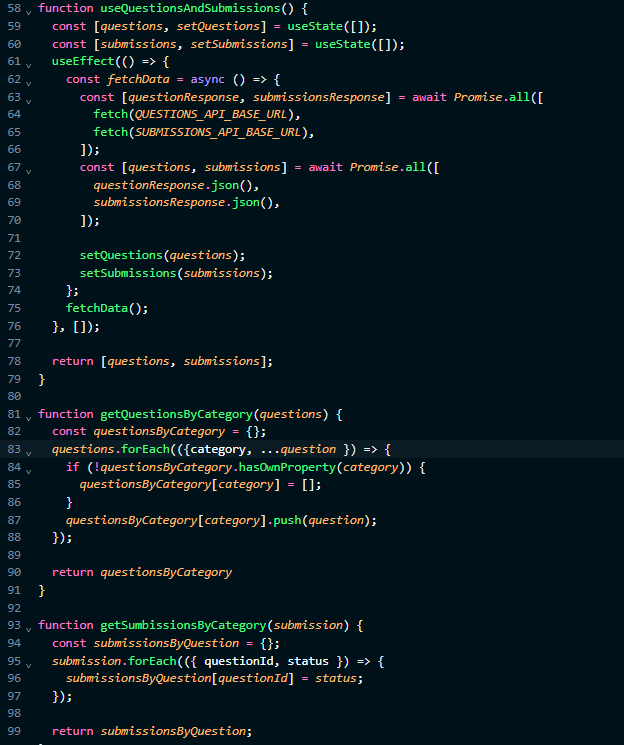 58 function useQuestionsAndSubmissions() {
59   const [questions, setQuestions] = useState([]);
60   const [submissions, setSubmissions] = useState([]);
61   useEffect(() => {
62     const fetchData = async () => {
63       const [questionResponse, submissionsResponse] = await Promise.all([
64         fetch(QUESTIONS_API_BASE_URL),
65         fetch(SUBMISSIONS_API_BASE_URL),
66       ]);
67       const [questions, submissions] = await Promise.all([
68         questionResponse.json(),
69         submissionsResponse.json(),
70       ]);
71
72       setQuestions(questions);
73       setSubmissions(submissions);
74     };
75     fetchData();
76   }, []);
77
78   return [questions, submissions];
79 }
80
81 function getQuestionsByCategory(questions) {
82   const questionsByCategory = {};
83   questions.forEach(({category, ...question }) => {
84     if (!questionsByCategory.hasOwnProperty(category)) {
85       questionsByCategory[category] = [];
86     }
87     questionsByCategory[category].push(question);
88   });
89
90   return questionsByCategory
91 }
92
93 function getSumbissionsByCategory(submission) {
94   const submissionsByQuestion = {};
95   submission.forEach(({ questionId, status }) => {
96     submissionsByQuestion[questionId] = status;
97   });
98
99   return submissionsByQuestion;